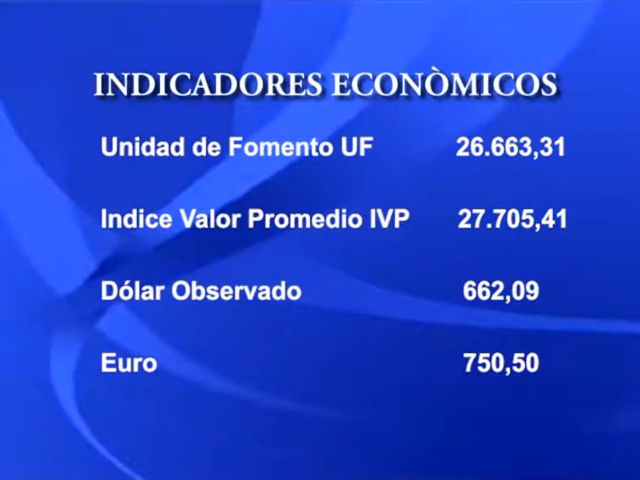 INDICADORES ECONÒMICOS
Unidad de Fomento UF 26.663,31
Indice Valor Promedio IVP 27.705,41
Dólar Observado 662,09
Euro 750,50